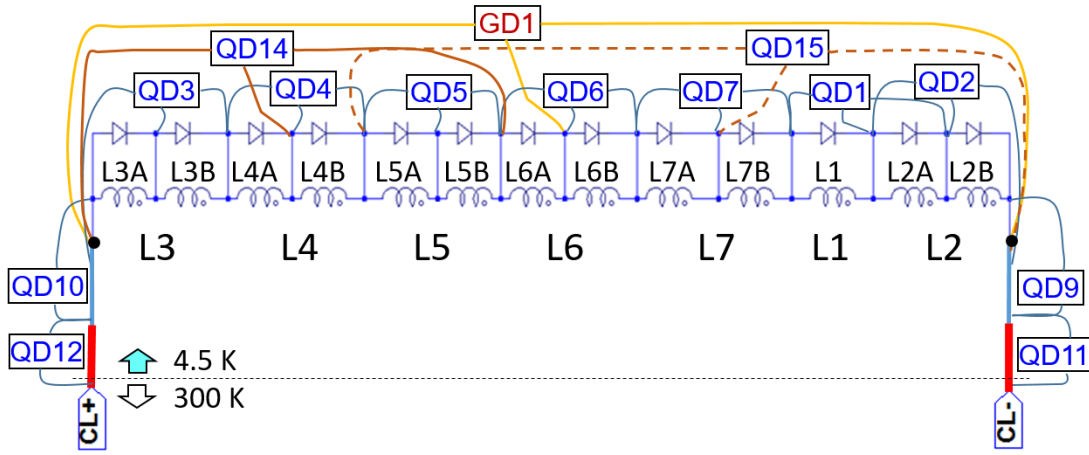 GD1
QD14
QD15
QD3
QD4
QD5
QD6
QD7
QD1
QD2
L3A L3B L4A L4B L5A L5B L6A L6B L7A L7B L1 L2A L2B
L3 L4 L5 L6 L7 L1 L2
QD10
QD9
QD12
QD11
4.5 K
300 K
CL+
CL-